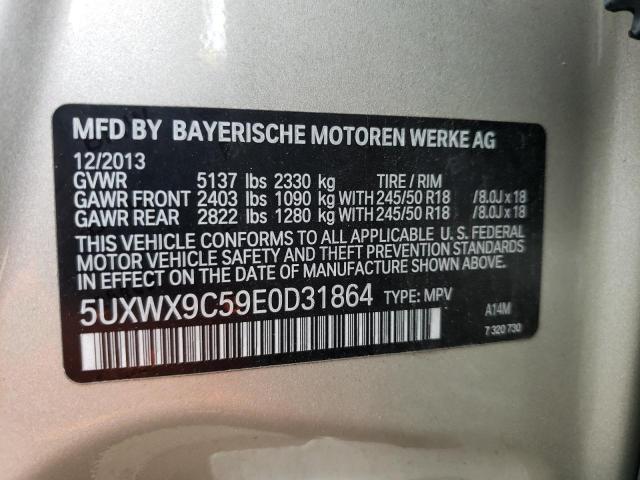 MFD BY BAYERISCHE MOTOREN WERKE AG
12/2013
GVWR 5137 lbs 2330 kg TIRE / RIM
GAWR FRONT 2403 lbs 1090 kg WITH 245/50 R18 / 8.0J x 18
GAWR REAR 2822 lbs 1280 kg WITH 245/50 R18 / 8.0J x 18
THIS VEHICLE CONFORMS TO ALL APPLICABLE U. S. FEDERAL
MOTOR VEHICLE SAFETY AND THEFT PREVENTION STANDARDS
IN EFFECT ON THE DATE OF MANUFACTURE SHOWN ABOVE.
5UXWX9C59E0D31864 TYPE: MPV A14M
7 320 730